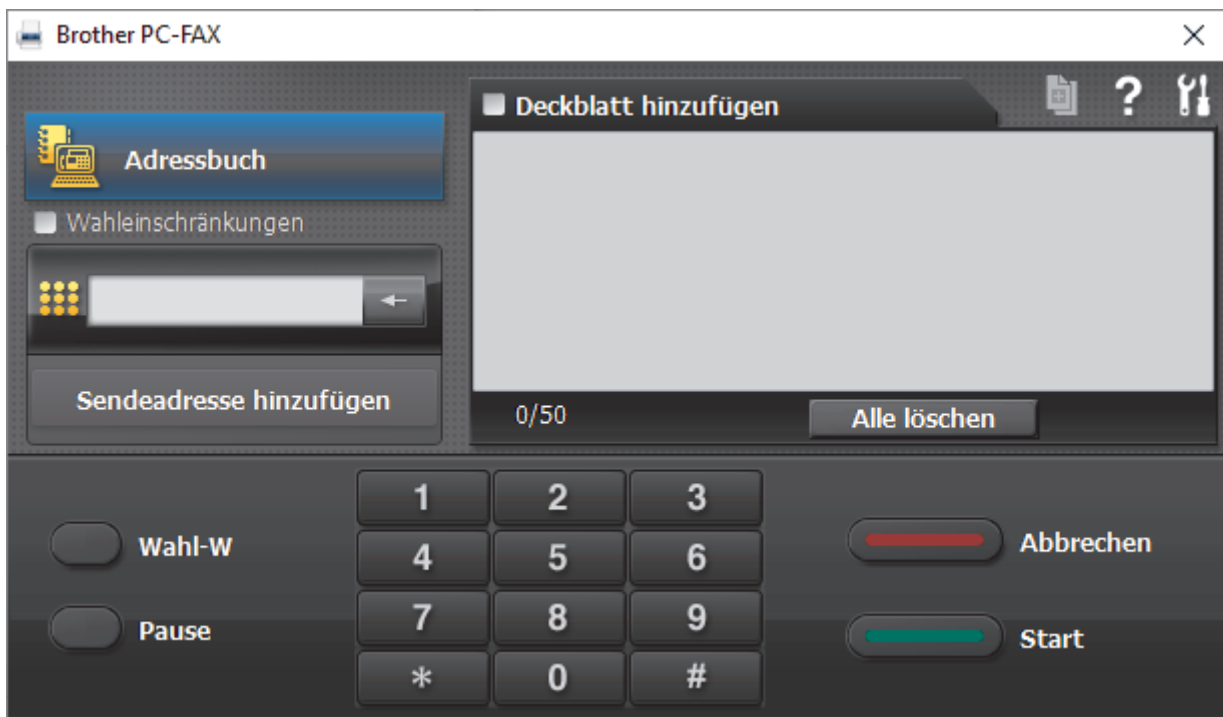 Brother PC-FAX
Deckblatt hinzufügen
?
Adressbuch
Wahleinschränkungen
Sendeadresse hinzufügen
0/50
Alle löschen
1 2 3
Wahl-W
4 5 6
Abbrechen
Pause
7 8 9
Start
* 0 #